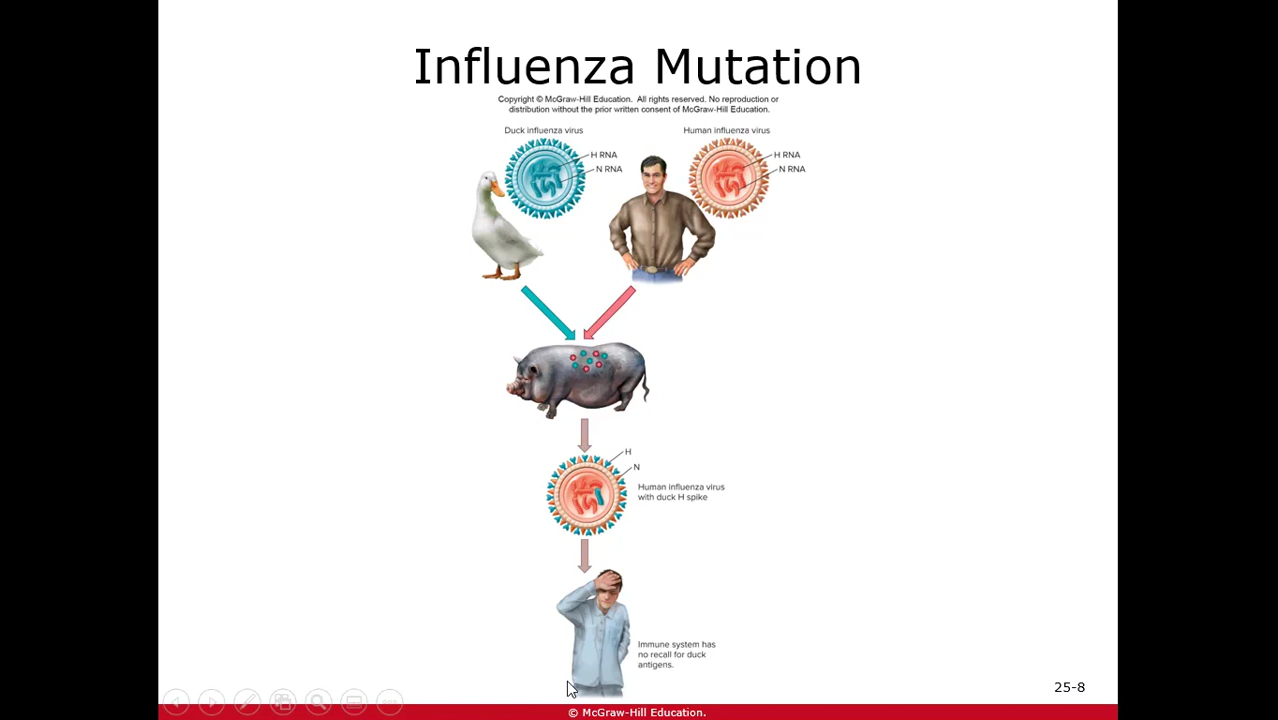 Influenza Mutation
Copyright © McGraw-Hill Education. All rights reserved. No reproduction or
distribution without the prior written consent of McGraw-Hill Education.
Duck influenza virus
H RNA
N RNA
Human influenza virus
H RNA
N RNA
H
N
Human influenza virus
with duck H spike
Immune system has
no recall for duck
antigens.
25-8
© McGraw-Hill Education.